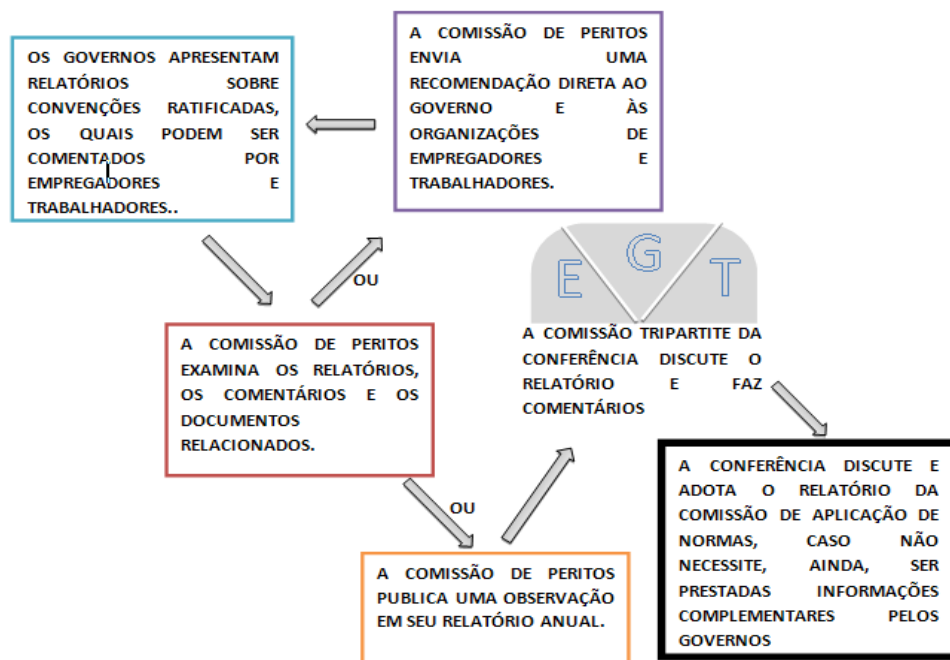 OS GOVERNOS APRESENTAM
RELATÓRIOS SOBRE
CONVENÇÕES RATIFICADAS,
OS QUAIS PODEM SER
COMENTADOS POR
EMPREGADORES E
TRABALHADORES..
A COMISSÃO DE PERITOS
ENVIA UMA
RECOMENDAÇÃO DIRETA AO
GOVERNO E ÀS
ORGANIZAÇÕES DE
EMPREGADORES E
TRABALHADORES.
OU
A COMISSÃO DE PERITOS
EXAMINA OS RELATÓRIOS,
OS COMENTÁRIOS E OS
DOCUMENTOS
RELACIONADOS.
OU
A COMISSÃO DE PERITOS
PUBLICA UMA OBSERVAÇÃO
EM SEU RELATÓRIO ANUAL.
E G T
A COMISSÃO TRIPARTITE DA
CONFERÊNCIA DISCUTE O
RELATÓRIO E FAZ
COMENTÁRIOS
A CONFERÊNCIA DISCUTE E
ADOTA O RELATÓRIO DA
COMISSÃO DE APLICAÇÃO DE
NORMAS, CASO NÃO
NECESSITE, AINDA, SER
PRESTADAS INFORMAÇÕES
COMPLEMENTARES PELOS
GOVERNOS